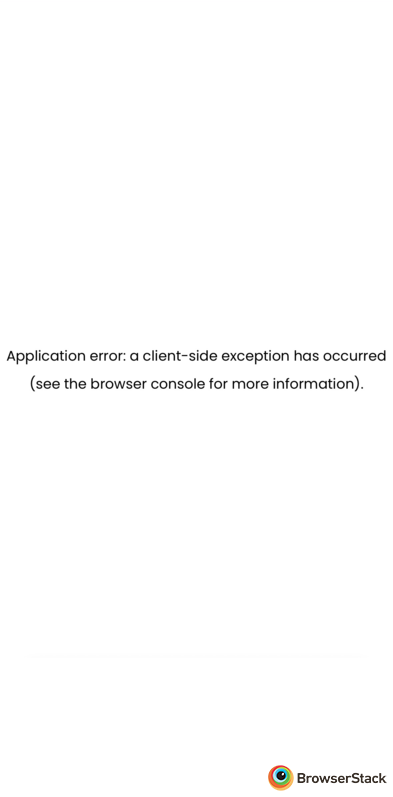 Application error: a client-side exception has occurred
(see the browser console for more information).
BrowserStack